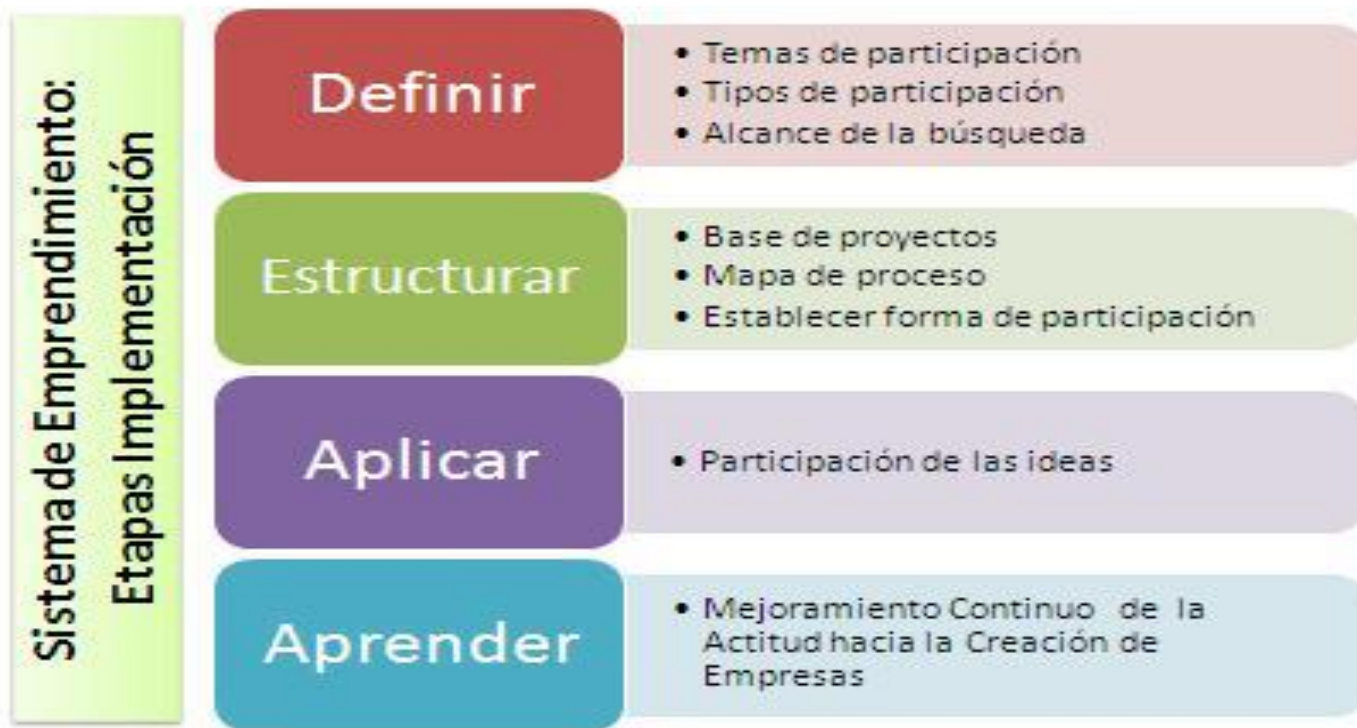 Sistema de Emprendimiento:
Etapas Implementación
Definir
• Temas de participación
• Tipos de participación
• Alcance de la búsqueda
Estructurar
• Base de proyectos
• Mapa de proceso
• Establecer forma de participación
Aplicar
• Participación de las ideas
Aprender
• Mejoramiento Continuo de la
Actitud hacia la Creación de
Empresas